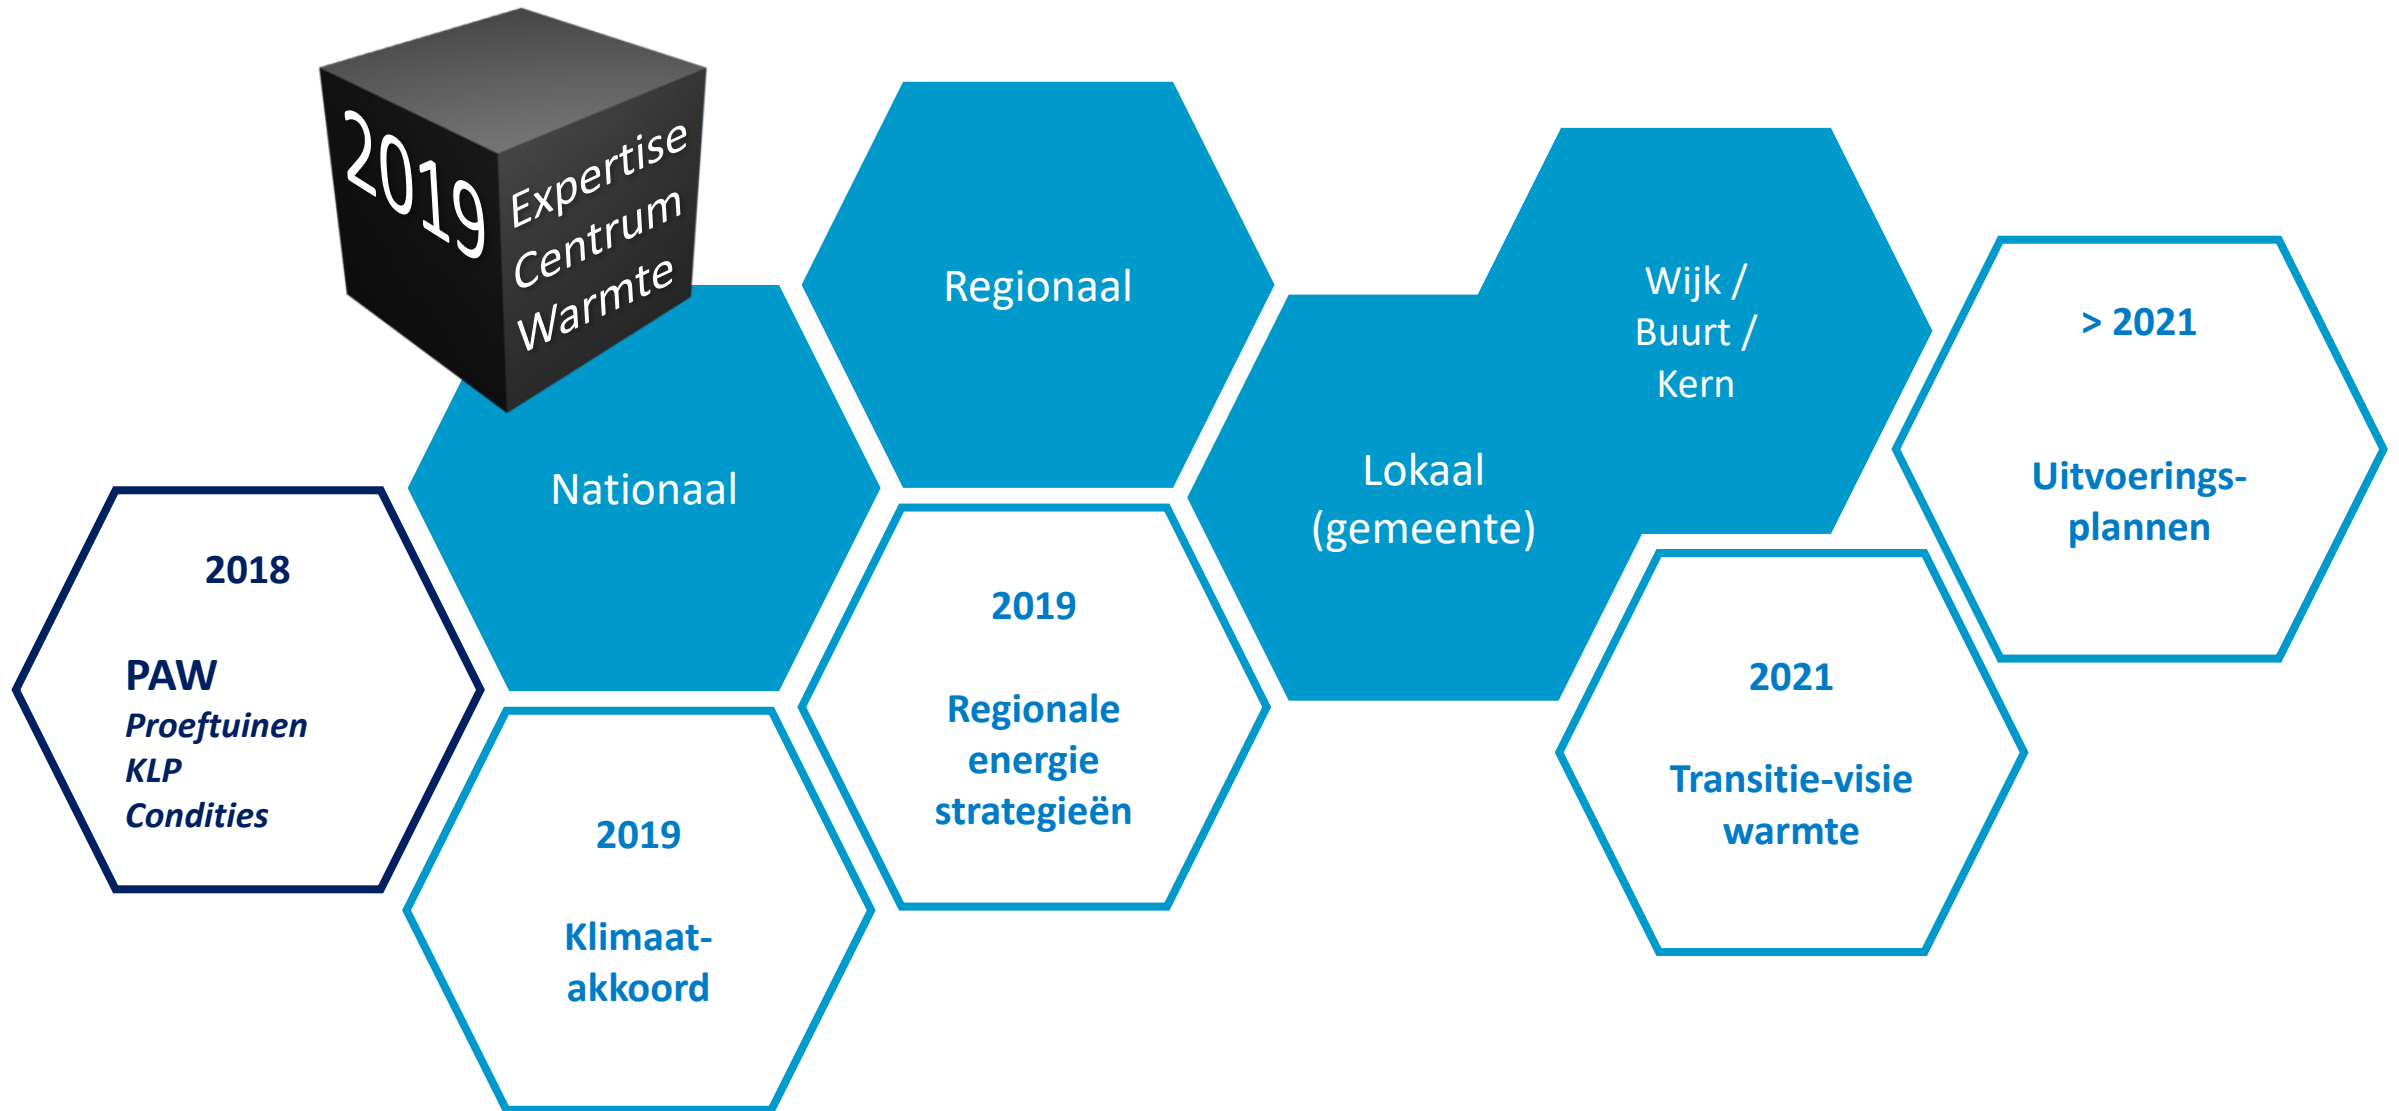 2019
Expertise
Centrum
Warmte
Regionaal
Wijk /
Buurt /
Kern
> 2021
Uitvoerings-
plannen
Nationaal
Lokaal
(gemeente)
2018
PAW
Proeftuinen
KLP
Condities
2019
Regionale
energie
strategieën
2021
Transitie-visie
warmte
2019
Klimaat-
akkoord